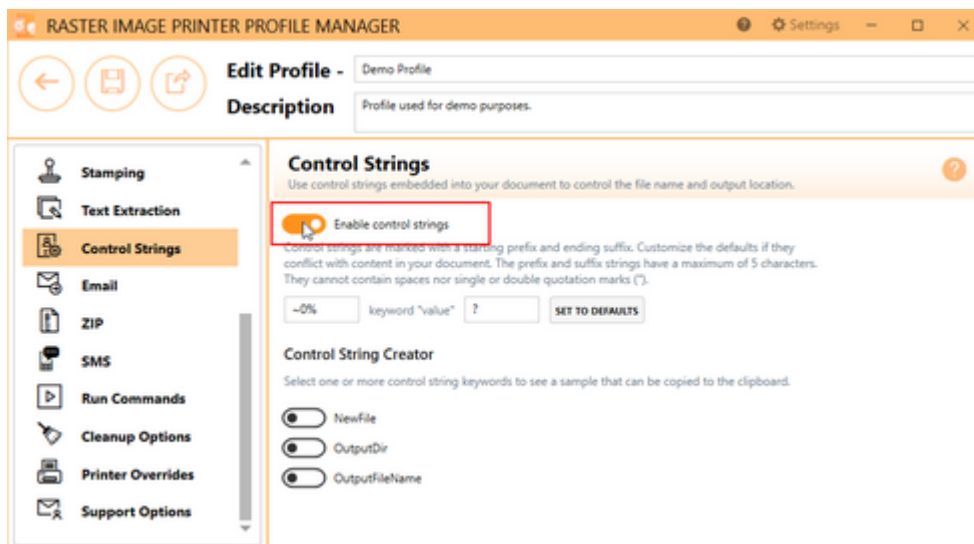 RASTER IMAGE PRINTER PROFILE MANAGER
Settings
Edit Profile - Demo Profile
Description Profile used for demo purposes.
Stamping
Text Extraction
Control Strings
Email
ZIP
SMS
Run Commands
Cleanup Options
Printer Overrides
Support Options
Control Strings
Use control strings embedded into your document to control the file name and output location.
Enable control strings
Control strings are marked with a starting prefix and ending suffix. Customize the defaults if they
conflict with content in your document. The prefix and suffix strings have a maximum of 5 characters.
They cannot contain spaces nor single or double quotation marks (").
~0% keyword "value" ? SET TO DEFAULTS
Control String Creator
Select one or more control string keywords to see a sample that can be copied to the clipboard.
NewFile
OutputDir
OutputFileName